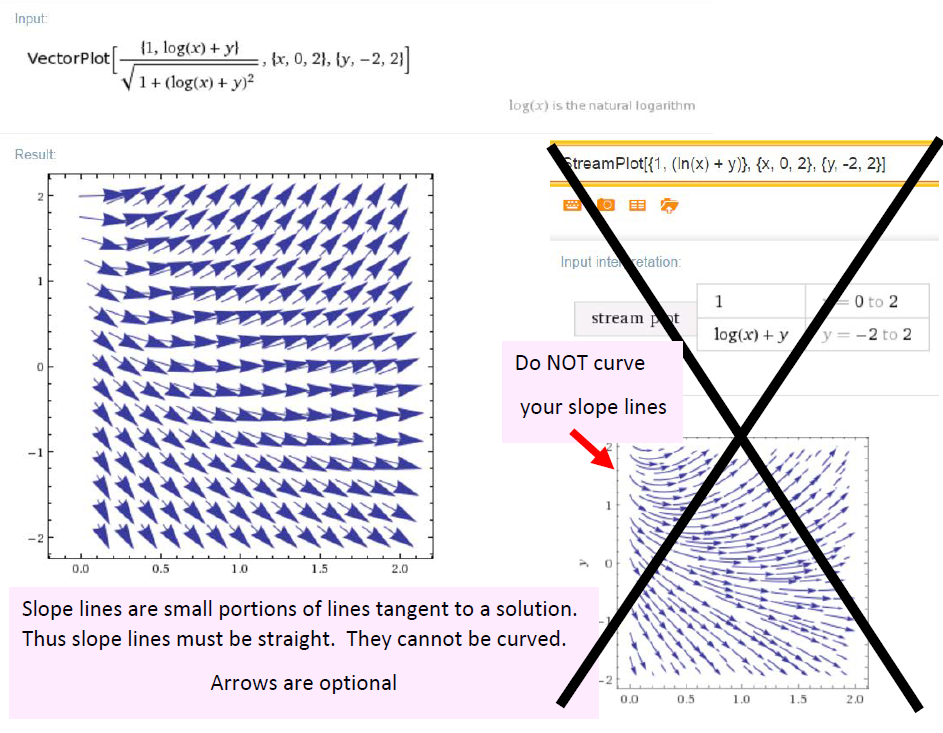 Input:
VectorPlot[ {1, log(x) + y} / √(1 + (log(x) + y)²) , {x, 0, 2}, {y, −2, 2}]
log(x) is the natural logarithm
Result:
2
1
0
−1
−2
0.0 0.5 1.0 1.5 2.0
StreamPlot[{1, (ln(x) + y)}, {x, 0, 2}, {y, -2, 2}]
Input interpretation:
stream plot
1 = 0 to 2
log(x) + y y = −2 to 2
Do NOT curve
your slope lines
2
1
y 0
−1
−2
0.0 0.5 1.0 1.5 2.0
Slope lines are small portions of lines tangent to a solution.
Thus slope lines must be straight. They cannot be curved.
Arrows are optional